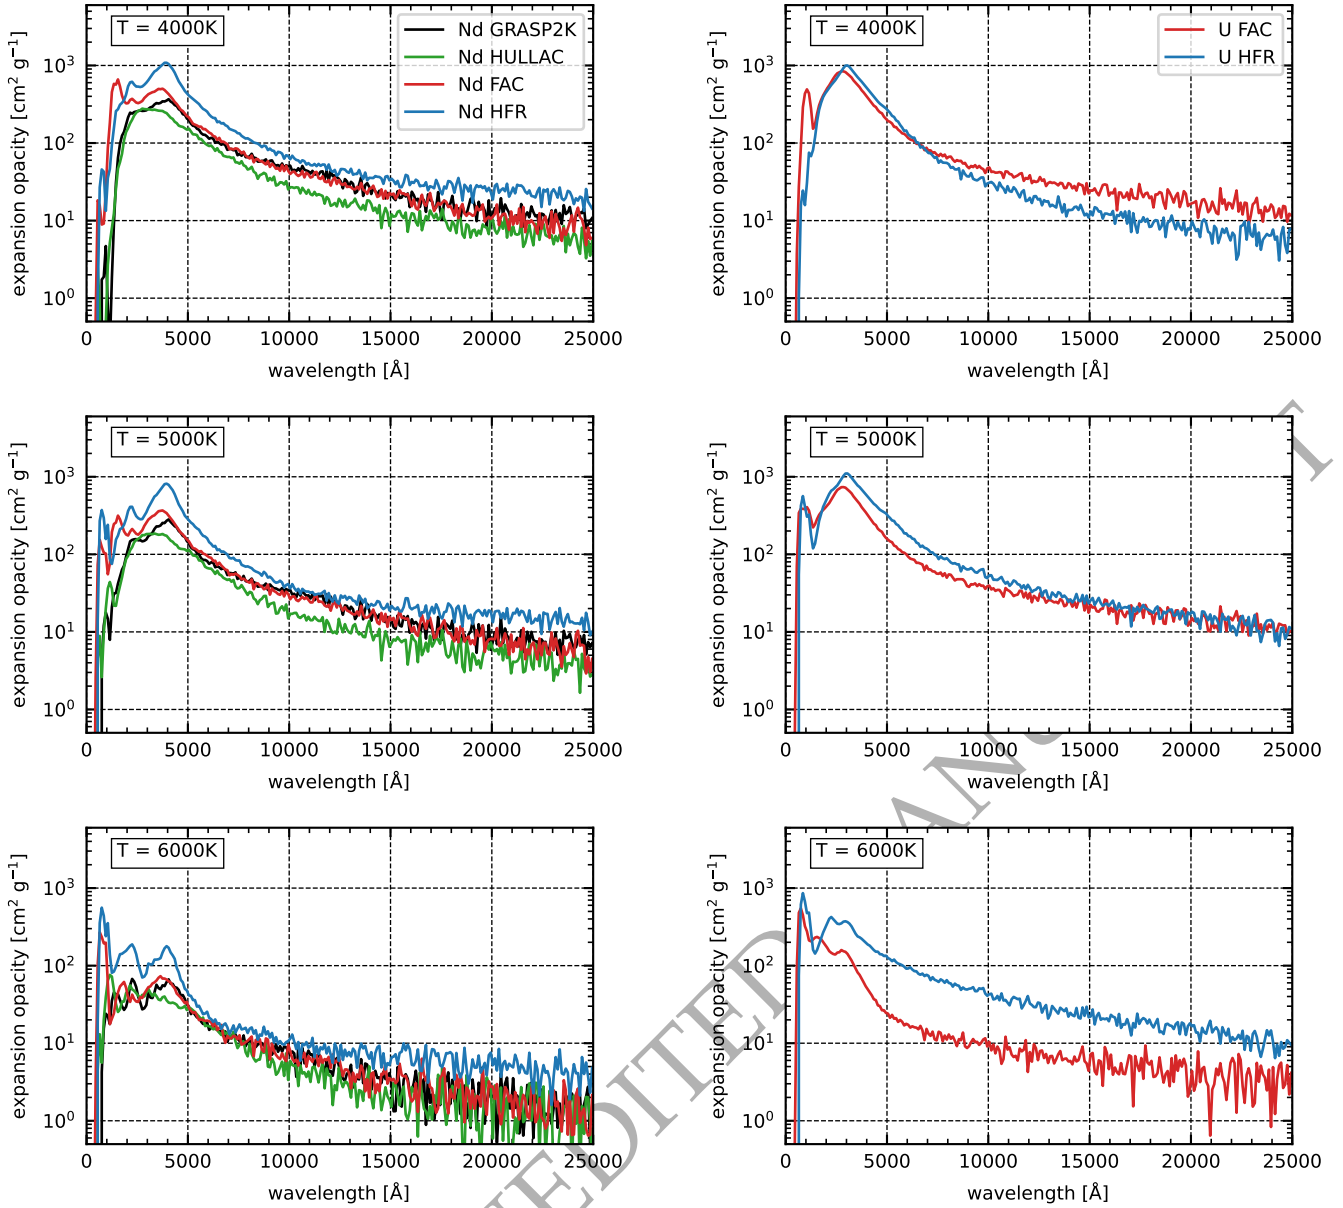 T = 4000K
Nd GRASP2K
Nd HULLAC
Nd FAC
Nd HFR
expansion opacity [cm² g⁻¹]
10³
10²
10¹
10⁰
0 5000 10000 15000 20000 25000
wavelength [Å]
T = 4000K
U FAC
U HFR
expansion opacity [cm² g⁻¹]
10³
10²
10¹
10⁰
0 5000 10000 15000 20000 25000
wavelength [Å]
T = 5000K
expansion opacity [cm² g⁻¹]
10³
10²
10¹
10⁰
0 5000 10000 15000 20000 25000
wavelength [Å]
T = 5000K
expansion opacity [cm² g⁻¹]
10³
10²
10¹
10⁰
0 5000 10000 15000 20000 25000
wavelength [Å]
T = 6000K
expansion opacity [cm² g⁻¹]
10³
10²
10¹
10⁰
0 5000 10000 15000 20000 25000
wavelength [Å]
T = 6000K
expansion opacity [cm² g⁻¹]
10³
10²
10¹
10⁰
0 5000 10000 15000 20000 25000
wavelength [Å]